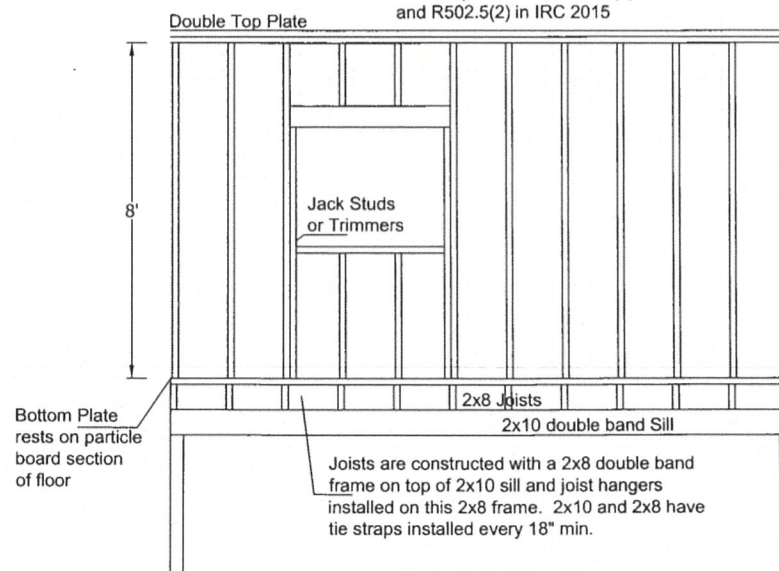 and R502.5(2) in IRC 2015
Double Top Plate
8'
Jack Studs
or Trimmers
2x8 Joists
2x10 double band Sill
Bottom Plate
rests on particle
board section
of floor
Joists are constructed with a 2x8 double band
frame on top of 2x10 sill and joist hangers
installed on this 2x8 frame. 2x10 and 2x8 have
tie straps installed every 18" min.